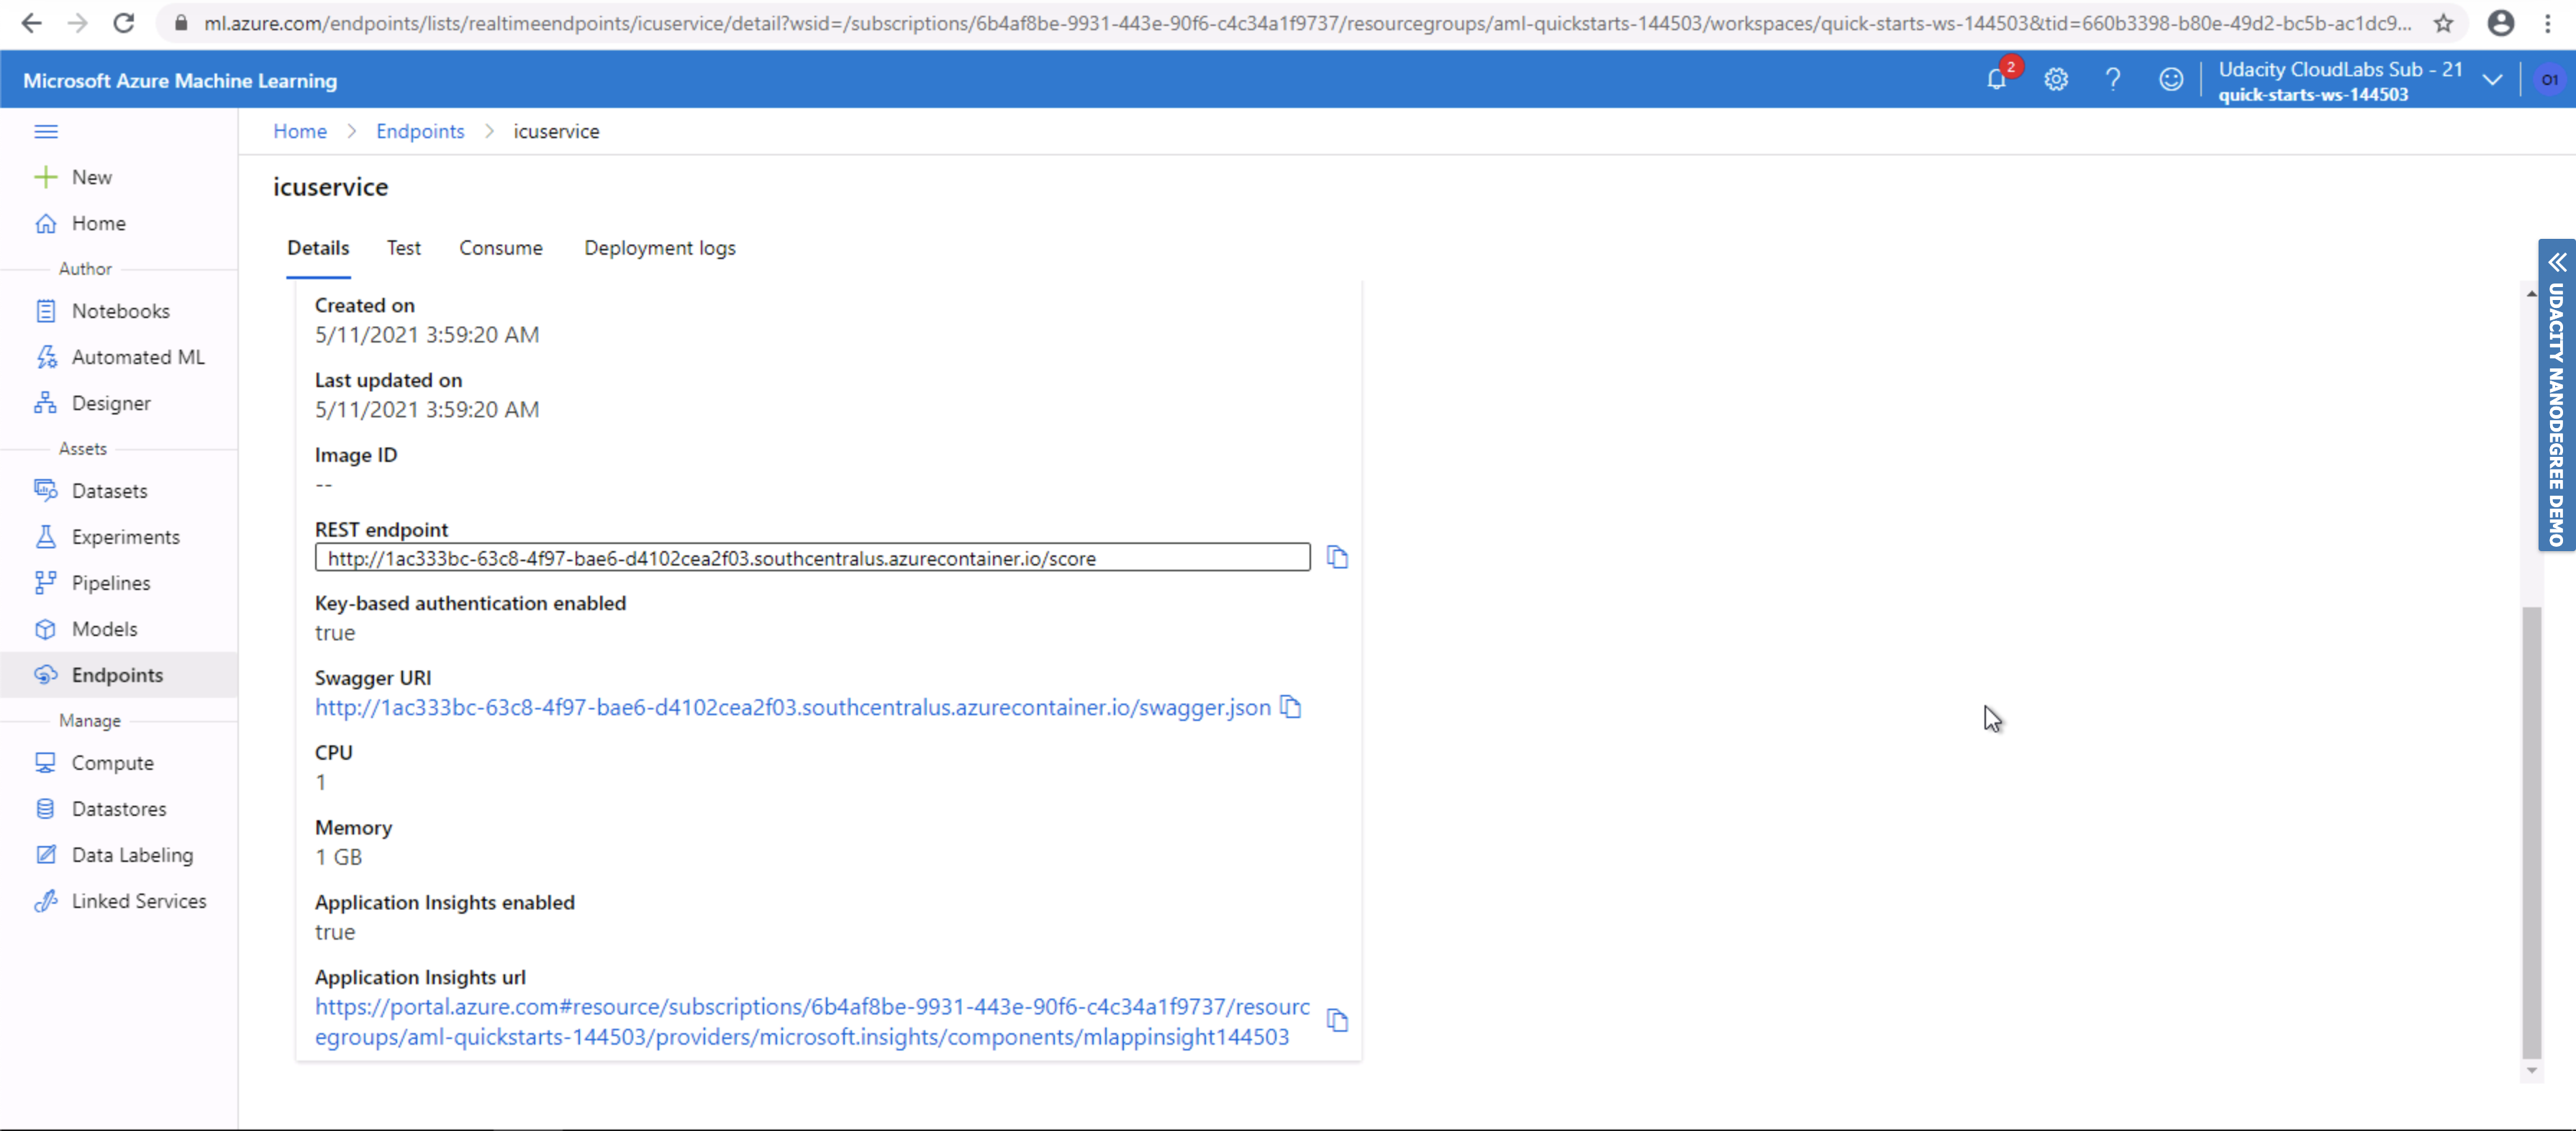 ml.azure.com/endpoints/lists/realtimeendpoints/icuservice/detail?wsid=/subscriptions/6b4af8be-9931-443e-90f6-c4c34a1f9737/resourcegroups/aml-quickstarts-144503/workspaces/quick-starts-ws-144503&tid=660b3398-b80e-49d2-bc5b-ac1dc9...
Microsoft Azure Machine Learning
2
Udacity CloudLabs Sub - 21
quick-starts-ws-144503
O1
Home > Endpoints > icuservice
New
Home
Author
Notebooks
Automated ML
Designer
Assets
Datasets
Experiments
Pipelines
Models
Endpoints
Manage
Compute
Datastores
Data Labeling
Linked Services
icuservice
Details Test Consume Deployment logs
Created on
5/11/2021 3:59:20 AM
Last updated on
5/11/2021 3:59:20 AM
Image ID
--
REST endpoint
http://1ac333bc-63c8-4f97-bae6-d4102cea2f03.southcentralus.azurecontainer.io/score
Key-based authentication enabled
true
Swagger URI
http://1ac333bc-63c8-4f97-bae6-d4102cea2f03.southcentralus.azurecontainer.io/swagger.json
CPU
1
Memory
1 GB
Application Insights enabled
true
Application Insights url
https://portal.azure.com#resource/subscriptions/6b4af8be-9931-443e-90f6-c4c34a1f9737/resourc
egroups/aml-quickstarts-144503/providers/microsoft.insights/components/mlappinsight144503
UDACITY NANODEGREE DEMO